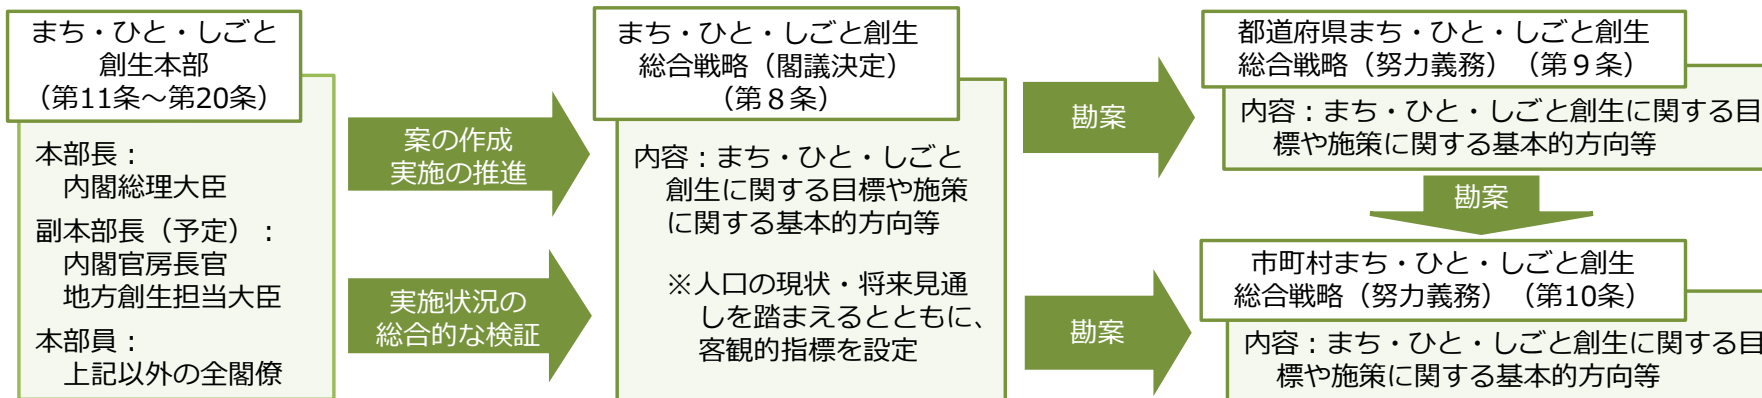 まち・ひと・しごと
創生本部
（第11条～第20条）
本部長：
内閣総理大臣
副本部長（予定）：
内閣官房長官
地方創生担当大臣
本部員：
上記以外の全閣僚
案の作成
実施の推進
実施状況の
総合的な検証
まち・ひと・しごと創生
総合戦略（閣議決定）
（第８条）
内容：まち・ひと・しごと
創生に関する目標や施策
に関する基本的方向等
※人口の現状・将来見通
しを踏まえるとともに、
客観的指標を設定
勘案
勘案
都道府県まち・ひと・しごと創生
総合戦略（努力義務）（第９条）
内容：まち・ひと・しごと創生に関する目
標や施策に関する基本的方向等
勘案
市町村まち・ひと・しごと創生
総合戦略（努力義務）（第10条）
内容：まち・ひと・しごと創生に関する目
標や施策に関する基本的方向等